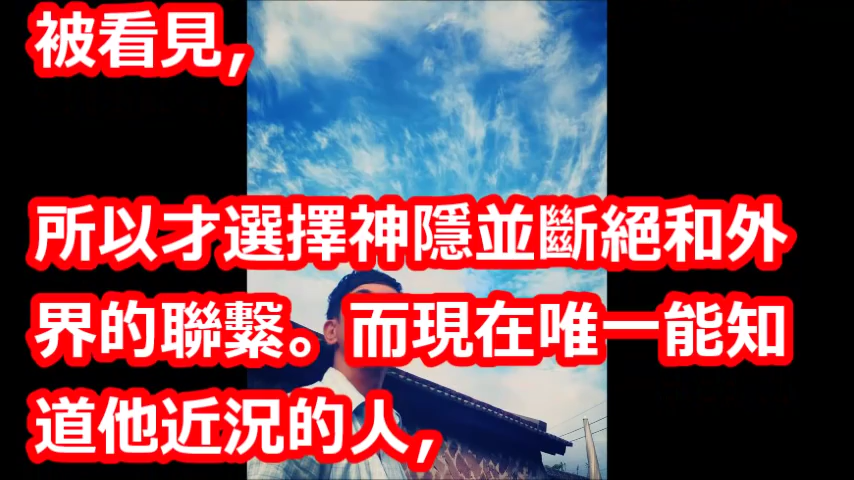 被看見,
所以才選擇神隱並斷絕和外
界的聯繫。而現在唯一能知
道他近況的人,